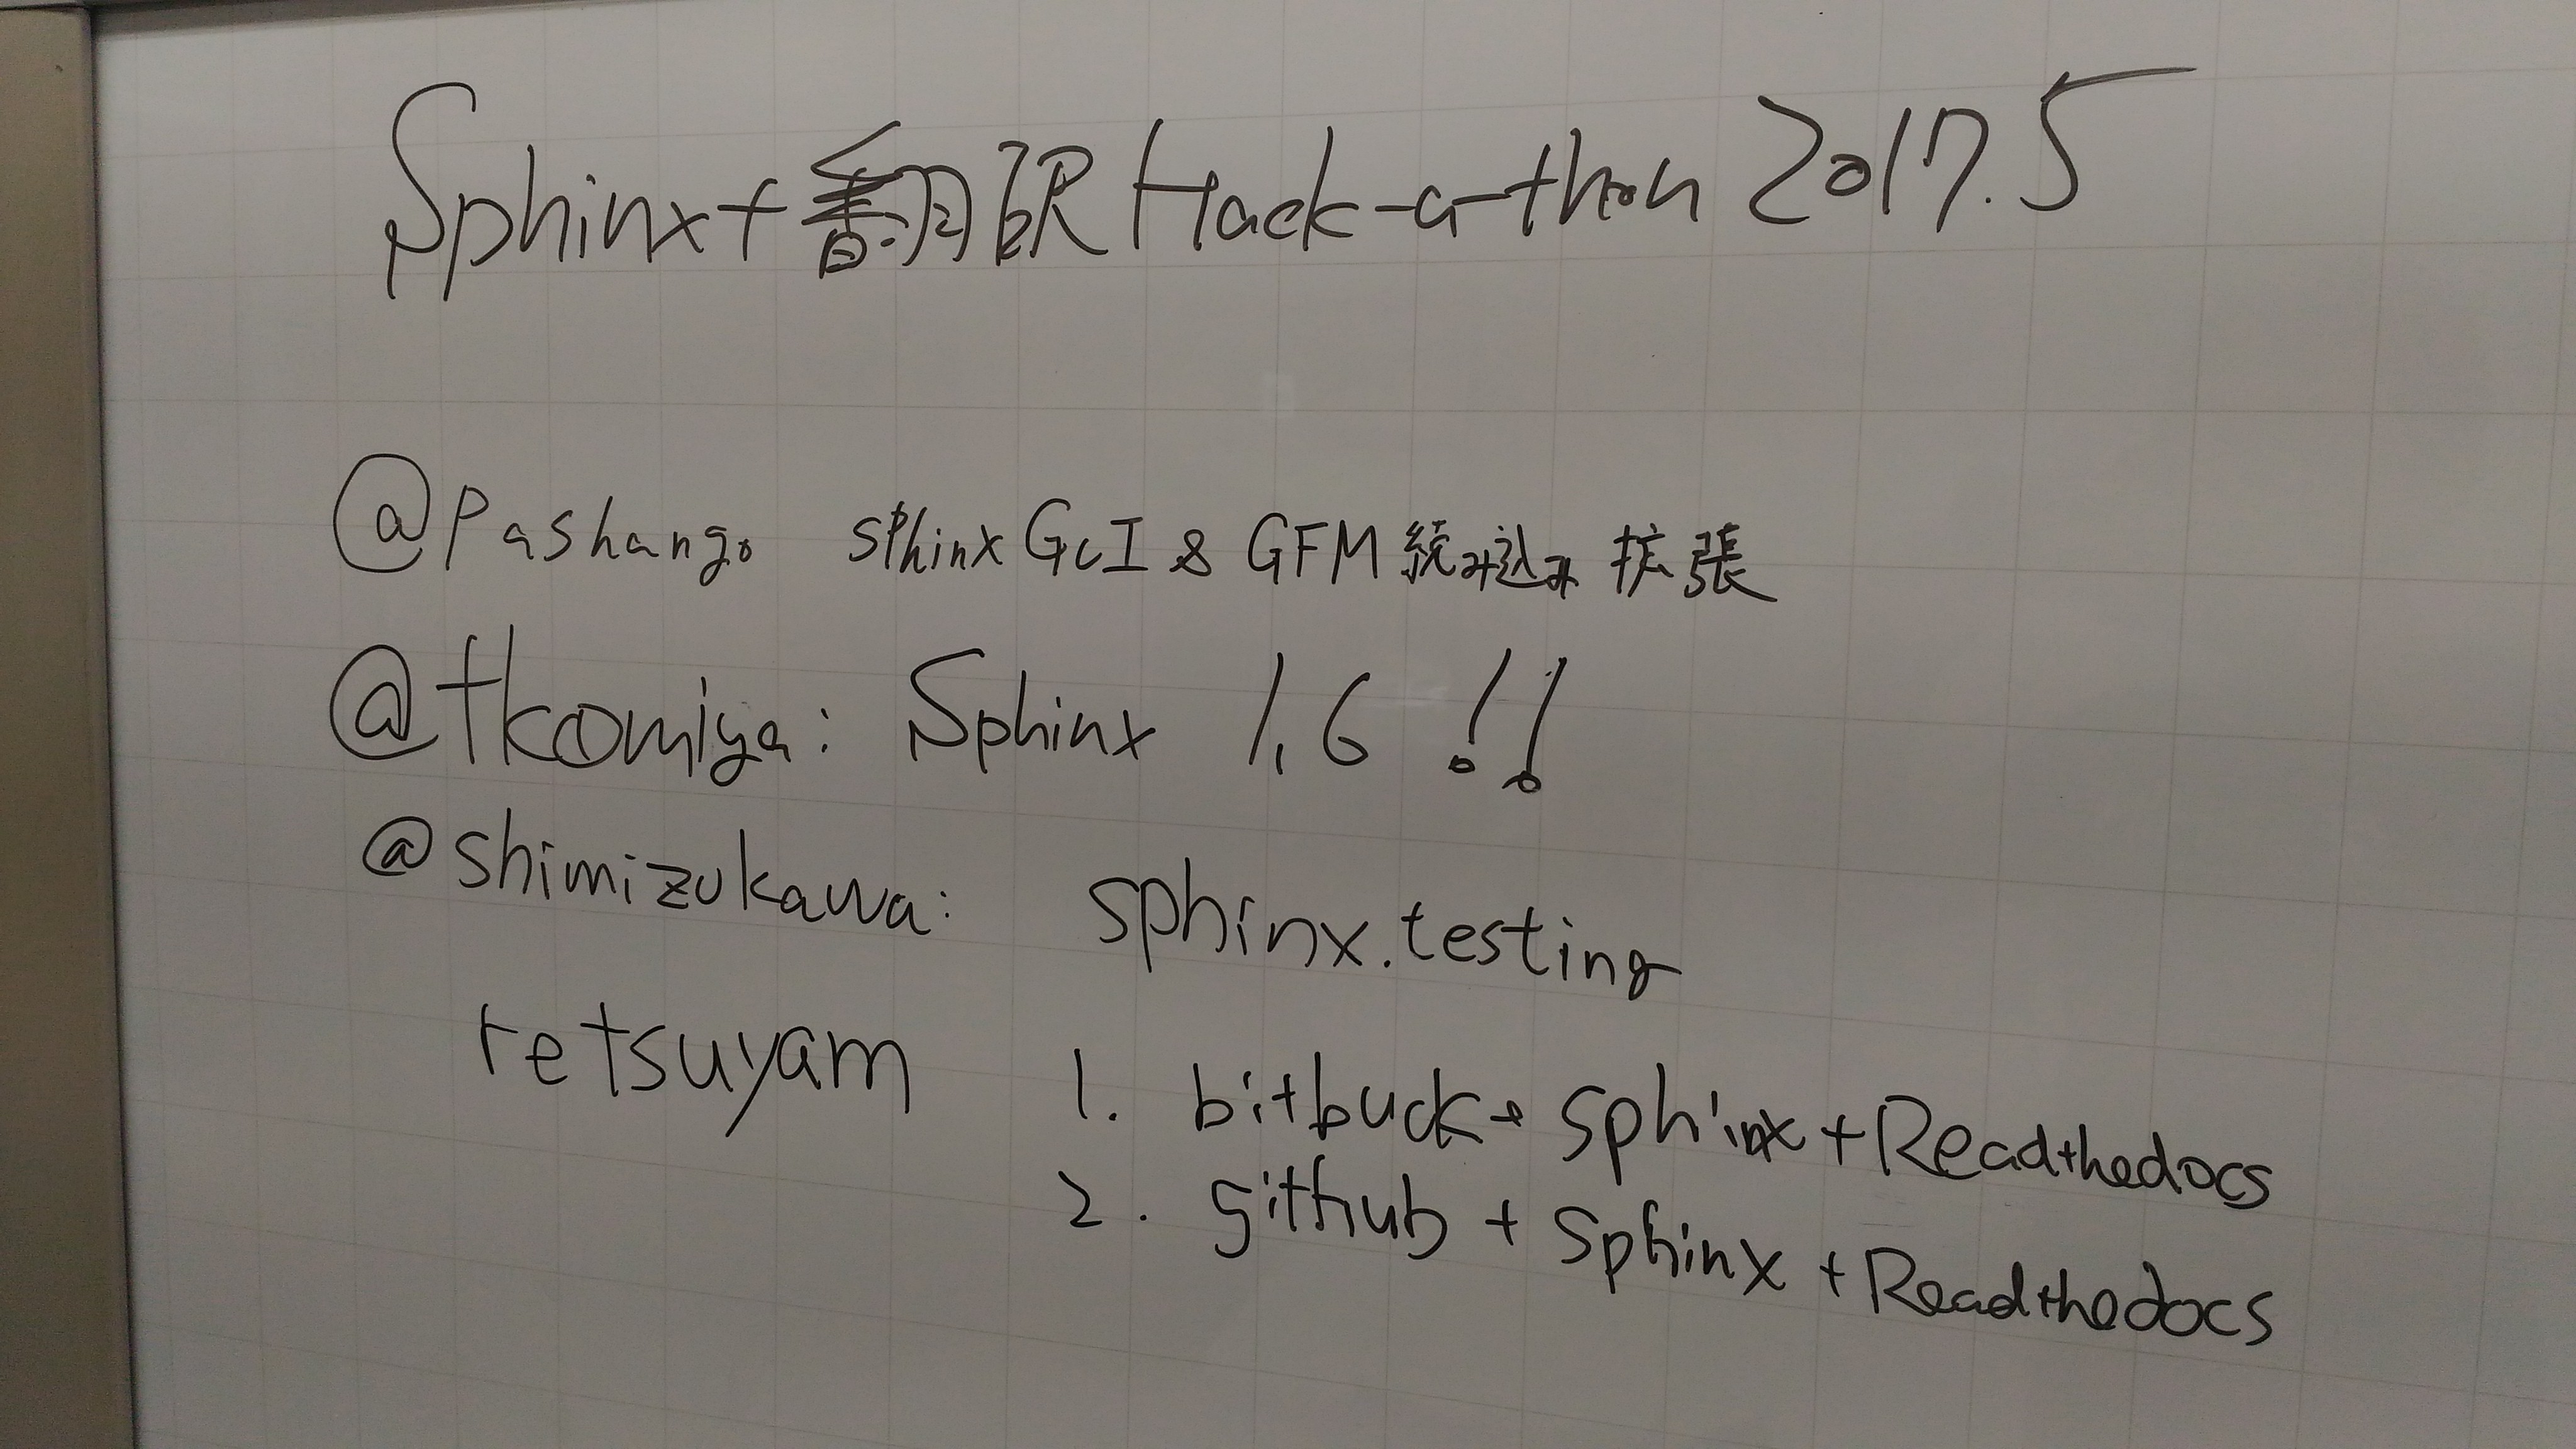 Sphinx+翻訳 Hack-a-thon 2017.5
@Pashango sphinx GUI & GFM 読み込み 拡張
@tkomiya: Sphinx 1.6 !!
@shimizukawa: sphinx.testing
retsuyam 1. bitbuck+ Sphinx +Readthedocs
2. github + Sphinx + Readthedocs